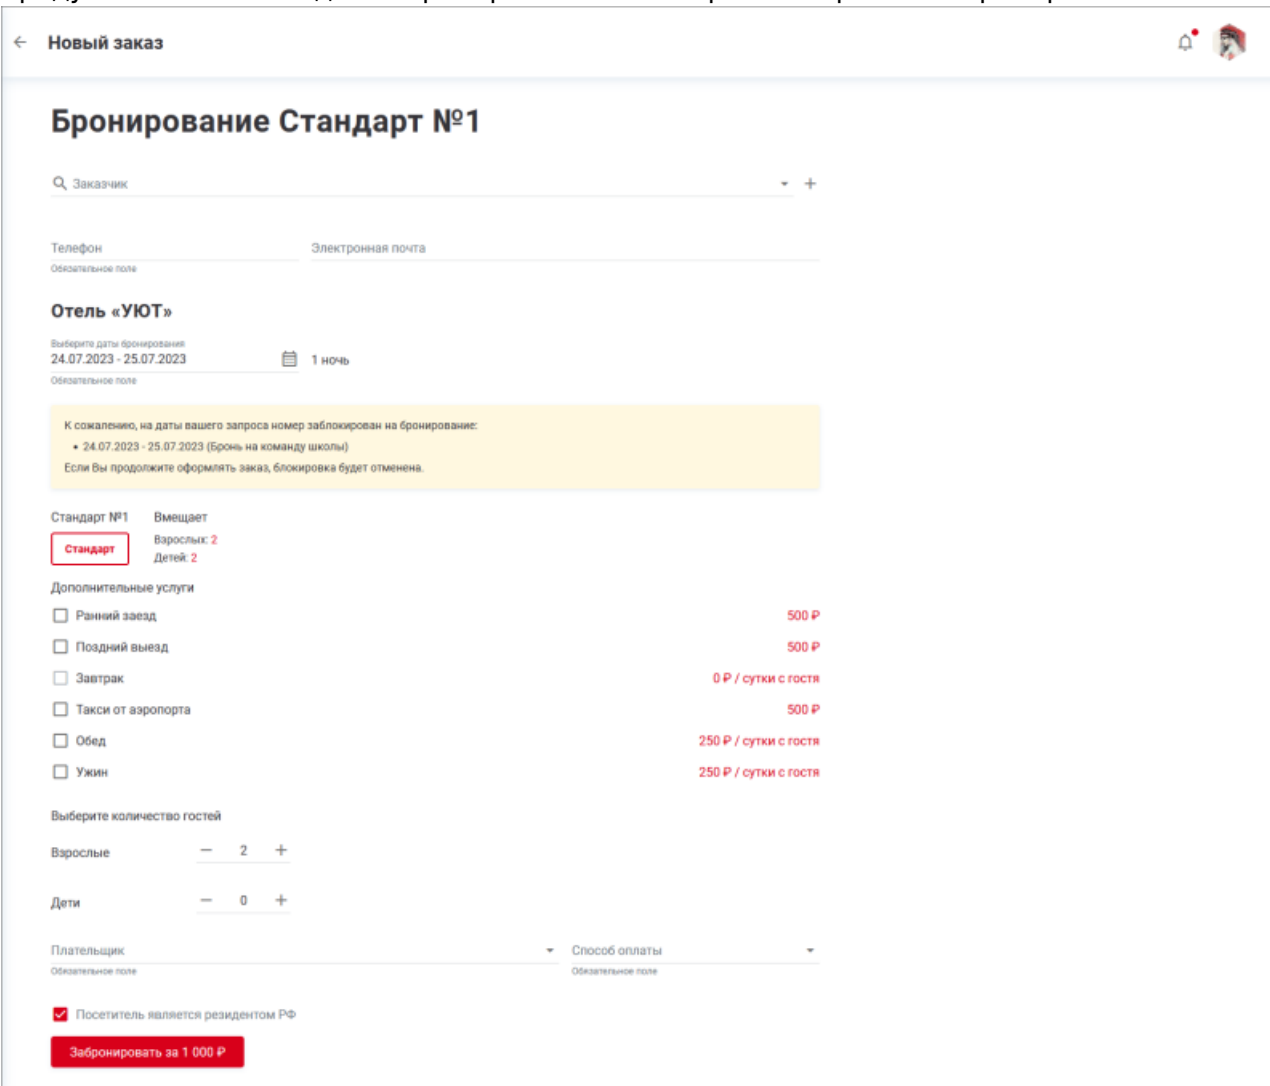 Новый заказ
Бронирование Стандарт №1
Заказчик
Телефон
Электронная почта
Обязательное поле
Отель «УЮТ»
Выберите даты бронирования
24.07.2023 - 25.07.2023
1 ночь
Обязательное поле
К сожалению, на даты вашего запроса номер заблокирован на бронирование:
• 24.07.2023 - 25.07.2023 (Бронь на команду школы)
Если Вы продолжите оформлять заказ, блокировка будет отменена.
Стандарт №1 Вмещает
Стандарт
Взрослых: 2
Детей: 2
Дополнительные услуги
Ранний заезд 500 ₽
Поздний выезд 500 ₽
Завтрак 0 ₽ / сутки с гостя
Такси от аэропорта 500 ₽
Обед 250 ₽ / сутки с гостя
Ужин 250 ₽ / сутки с гостя
Выберите количество гостей
Взрослые — 2 +
Дети — 0 +
Плательщик Способ оплаты
Обязательное поле Обязательное поле
Посетитель является резидентом РФ
Забронировать за 1 000 ₽